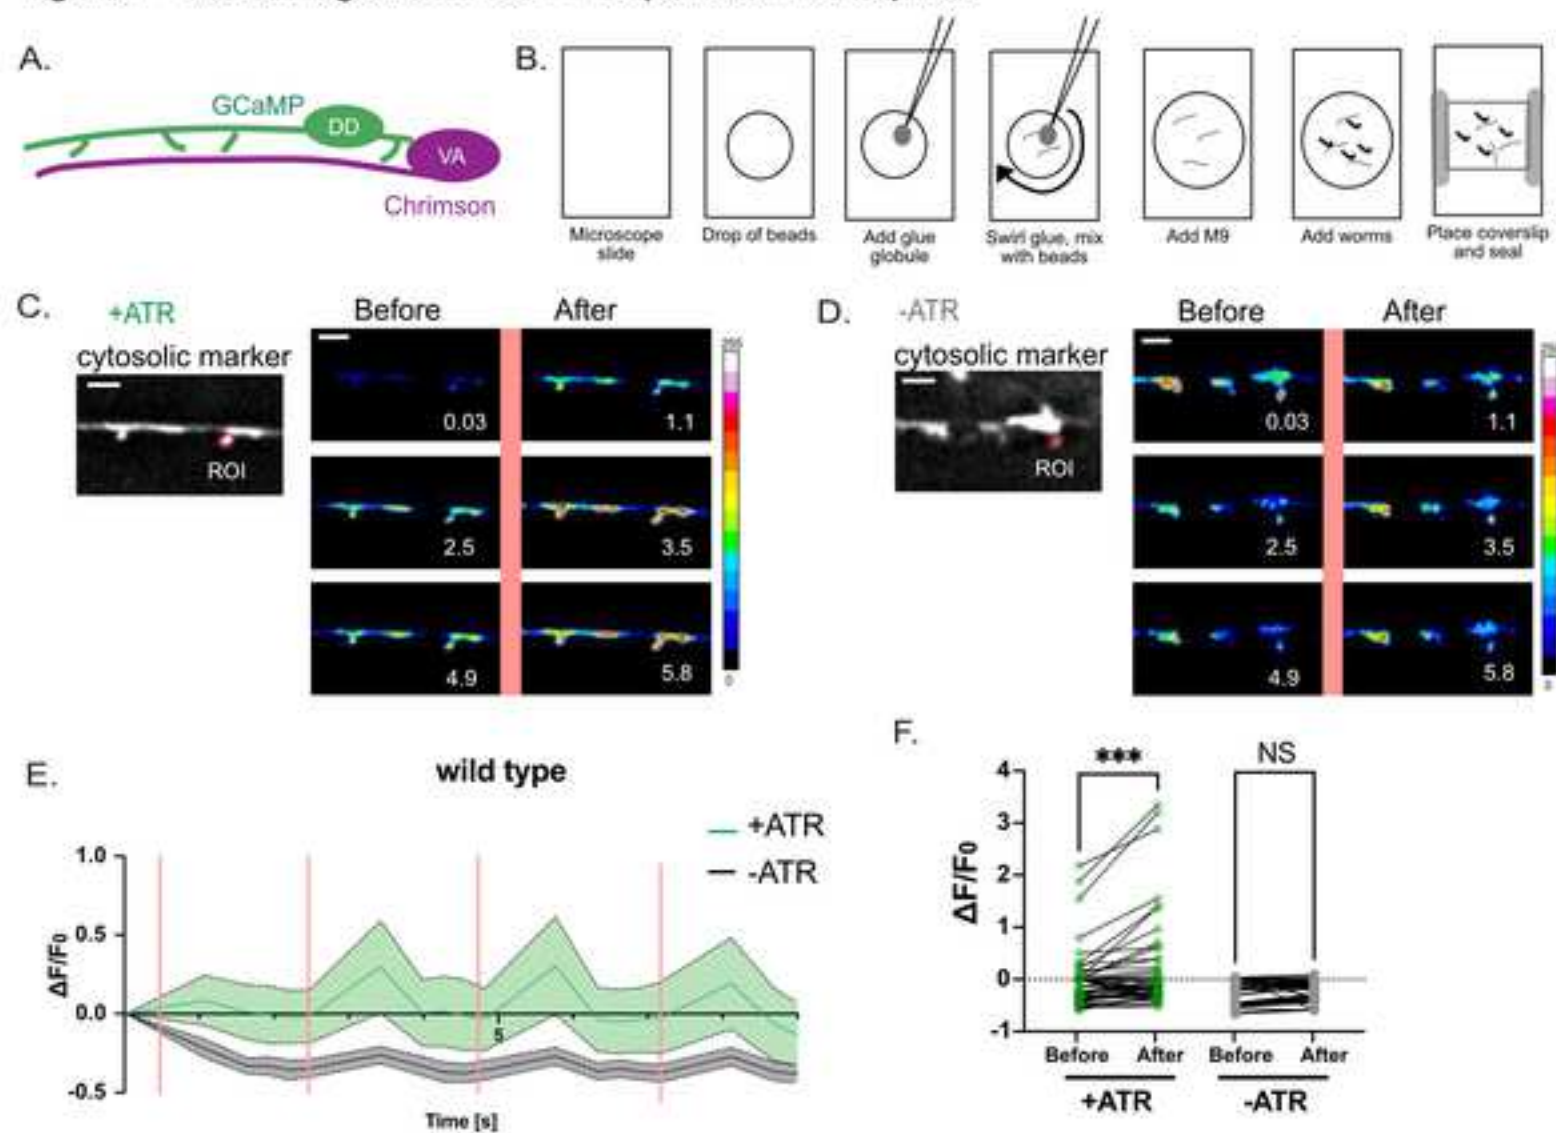 A.
GCaMP
DD
VA
Chrimson
B.
Microscope
slide
Drop of beads
Add glue
globule
Swirl glue, mix
with beads
Add M9
Add worms
Place coverslip
and seal
C.
+ATR
cytosolic marker
ROI
Before
After
0.03
1.1
2.5
3.5
4.9
5.8
255
0
D.
-ATR
cytosolic marker
ROI
Before
After
0.03
1.1
2.5
3.5
4.9
5.8
0
E.
wild type
+ATR
-ATR
ΔF/F0
1.0
0.5
0.0
-0.5
5
Time [s]
F.
*** NS
ΔF/F0
4
3
2
1
0
-1
Before After Before After
+ATR -ATR